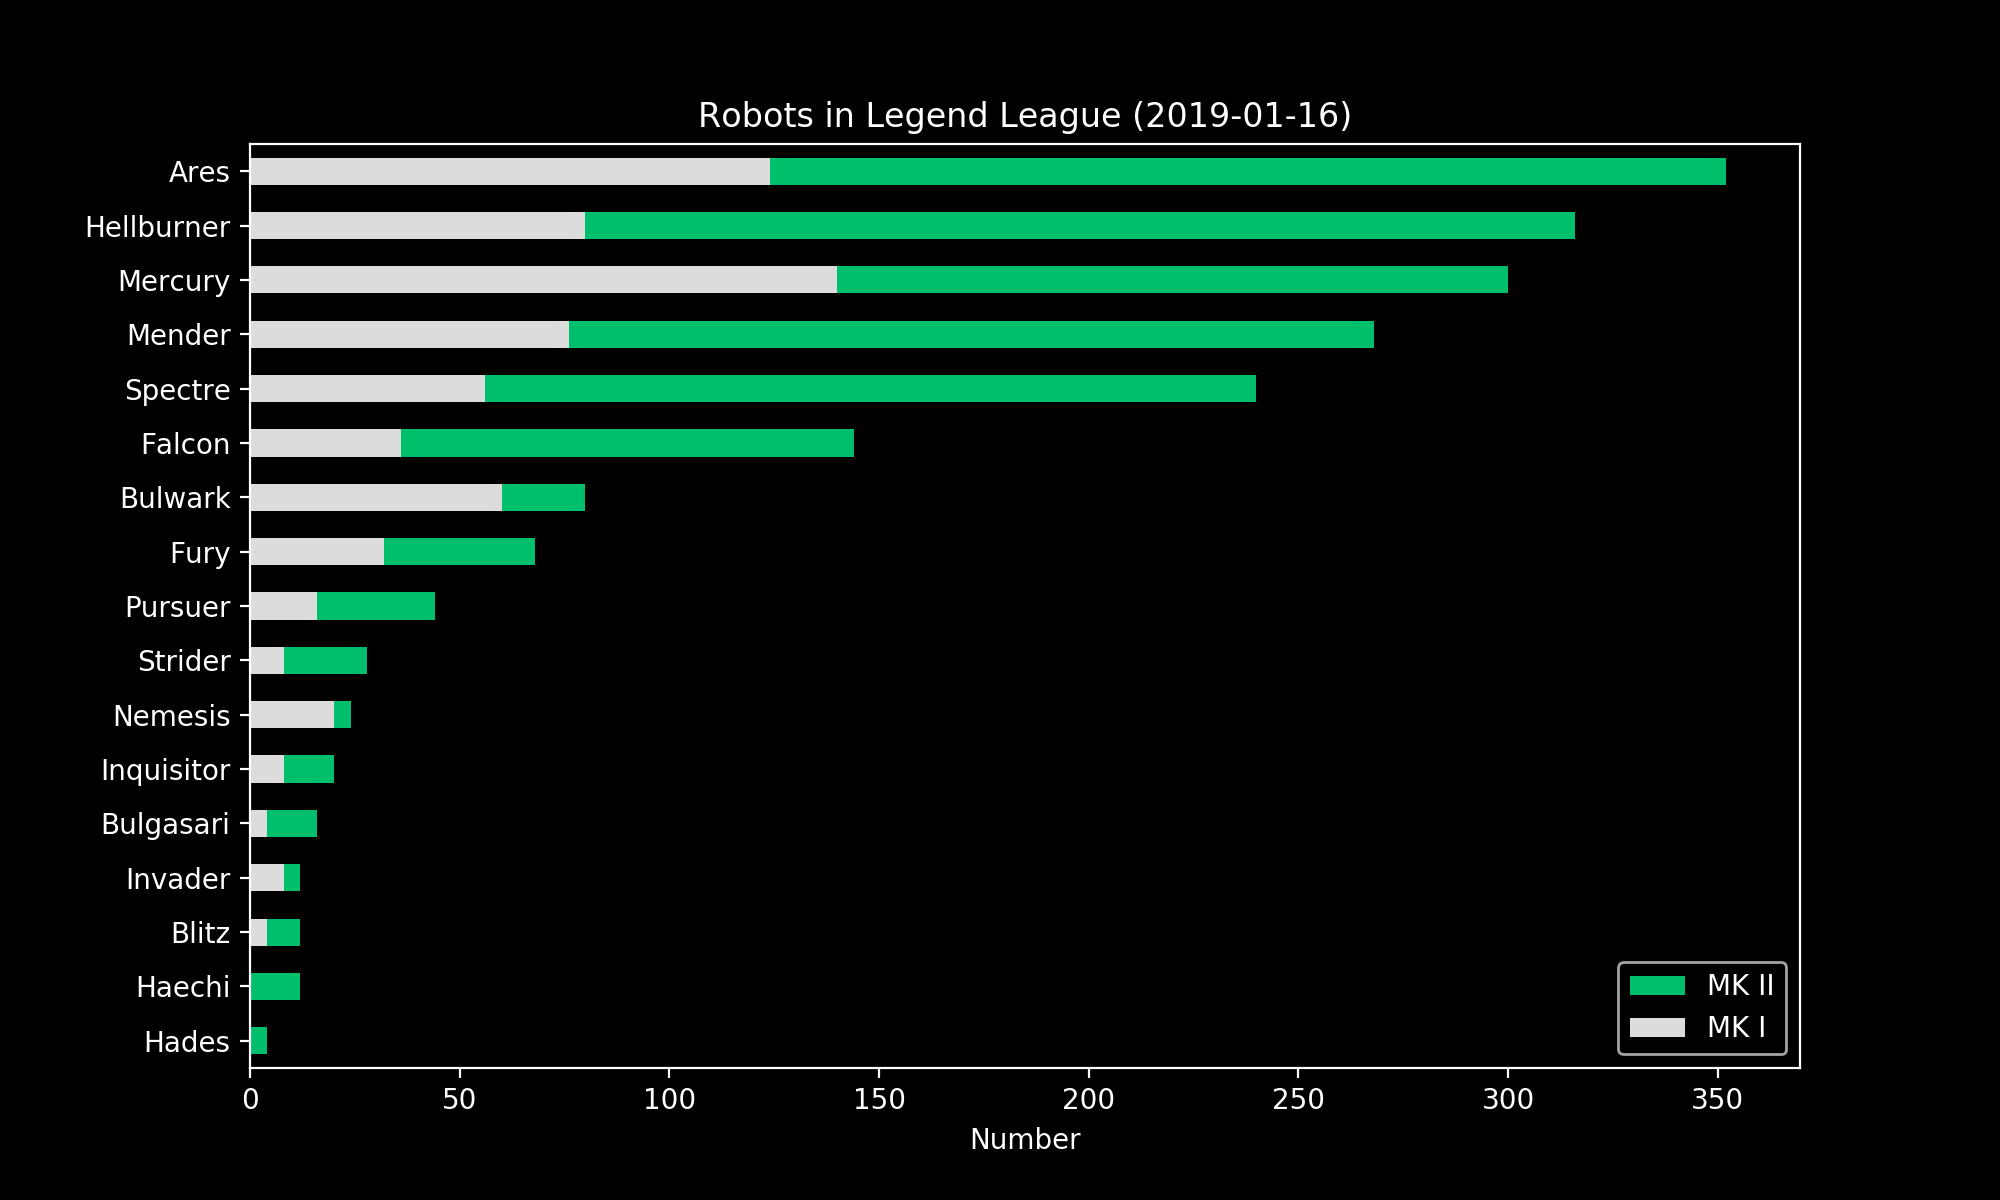 Robots in Legend League (2019-01-16)
Ares
Hellburner
Mercury
Mender
Spectre
Falcon
Bulwark
Fury
Pursuer
Strider
Nemesis
Inquisitor
Bulgasari
Invader
Blitz
Haechi
Hades
MK II
MK I
0 50 100 150 200 250 300 350
Number